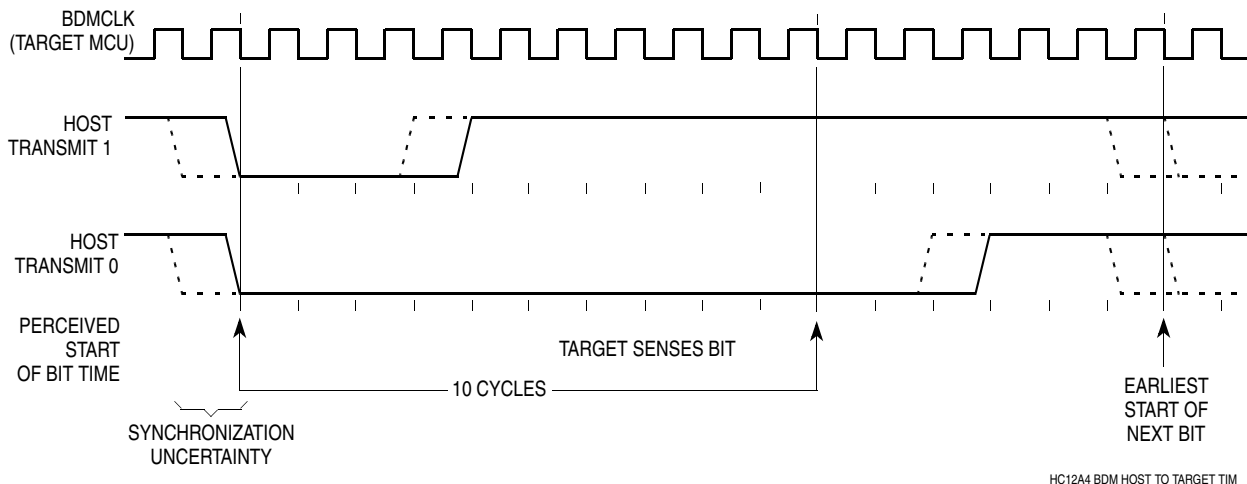 BDMCLK
(TARGET MCU)
HOST
TRANSMIT 1
HOST
TRANSMIT 0
PERCEIVED
START
OF BIT TIME
TARGET SENSES BIT
10 CYCLES
EARLIEST
START OF
NEXT BIT
SYNCHRONIZATION
UNCERTAINTY
HC12A4 BDM HOST TO TARGET TIM